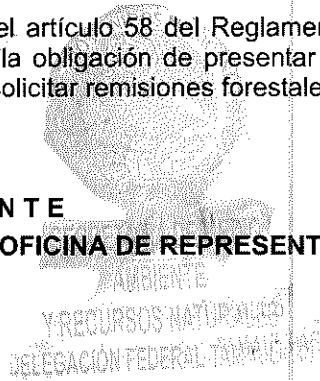 el artículo 58 del Reglamen
la obligación de presentar
solicitar remisiones forestale
N T E
OFICINA DE REPRESENT
AMBIENTE
Y RECURSOS NATURALES
DELEGACIÓN FEDERAL